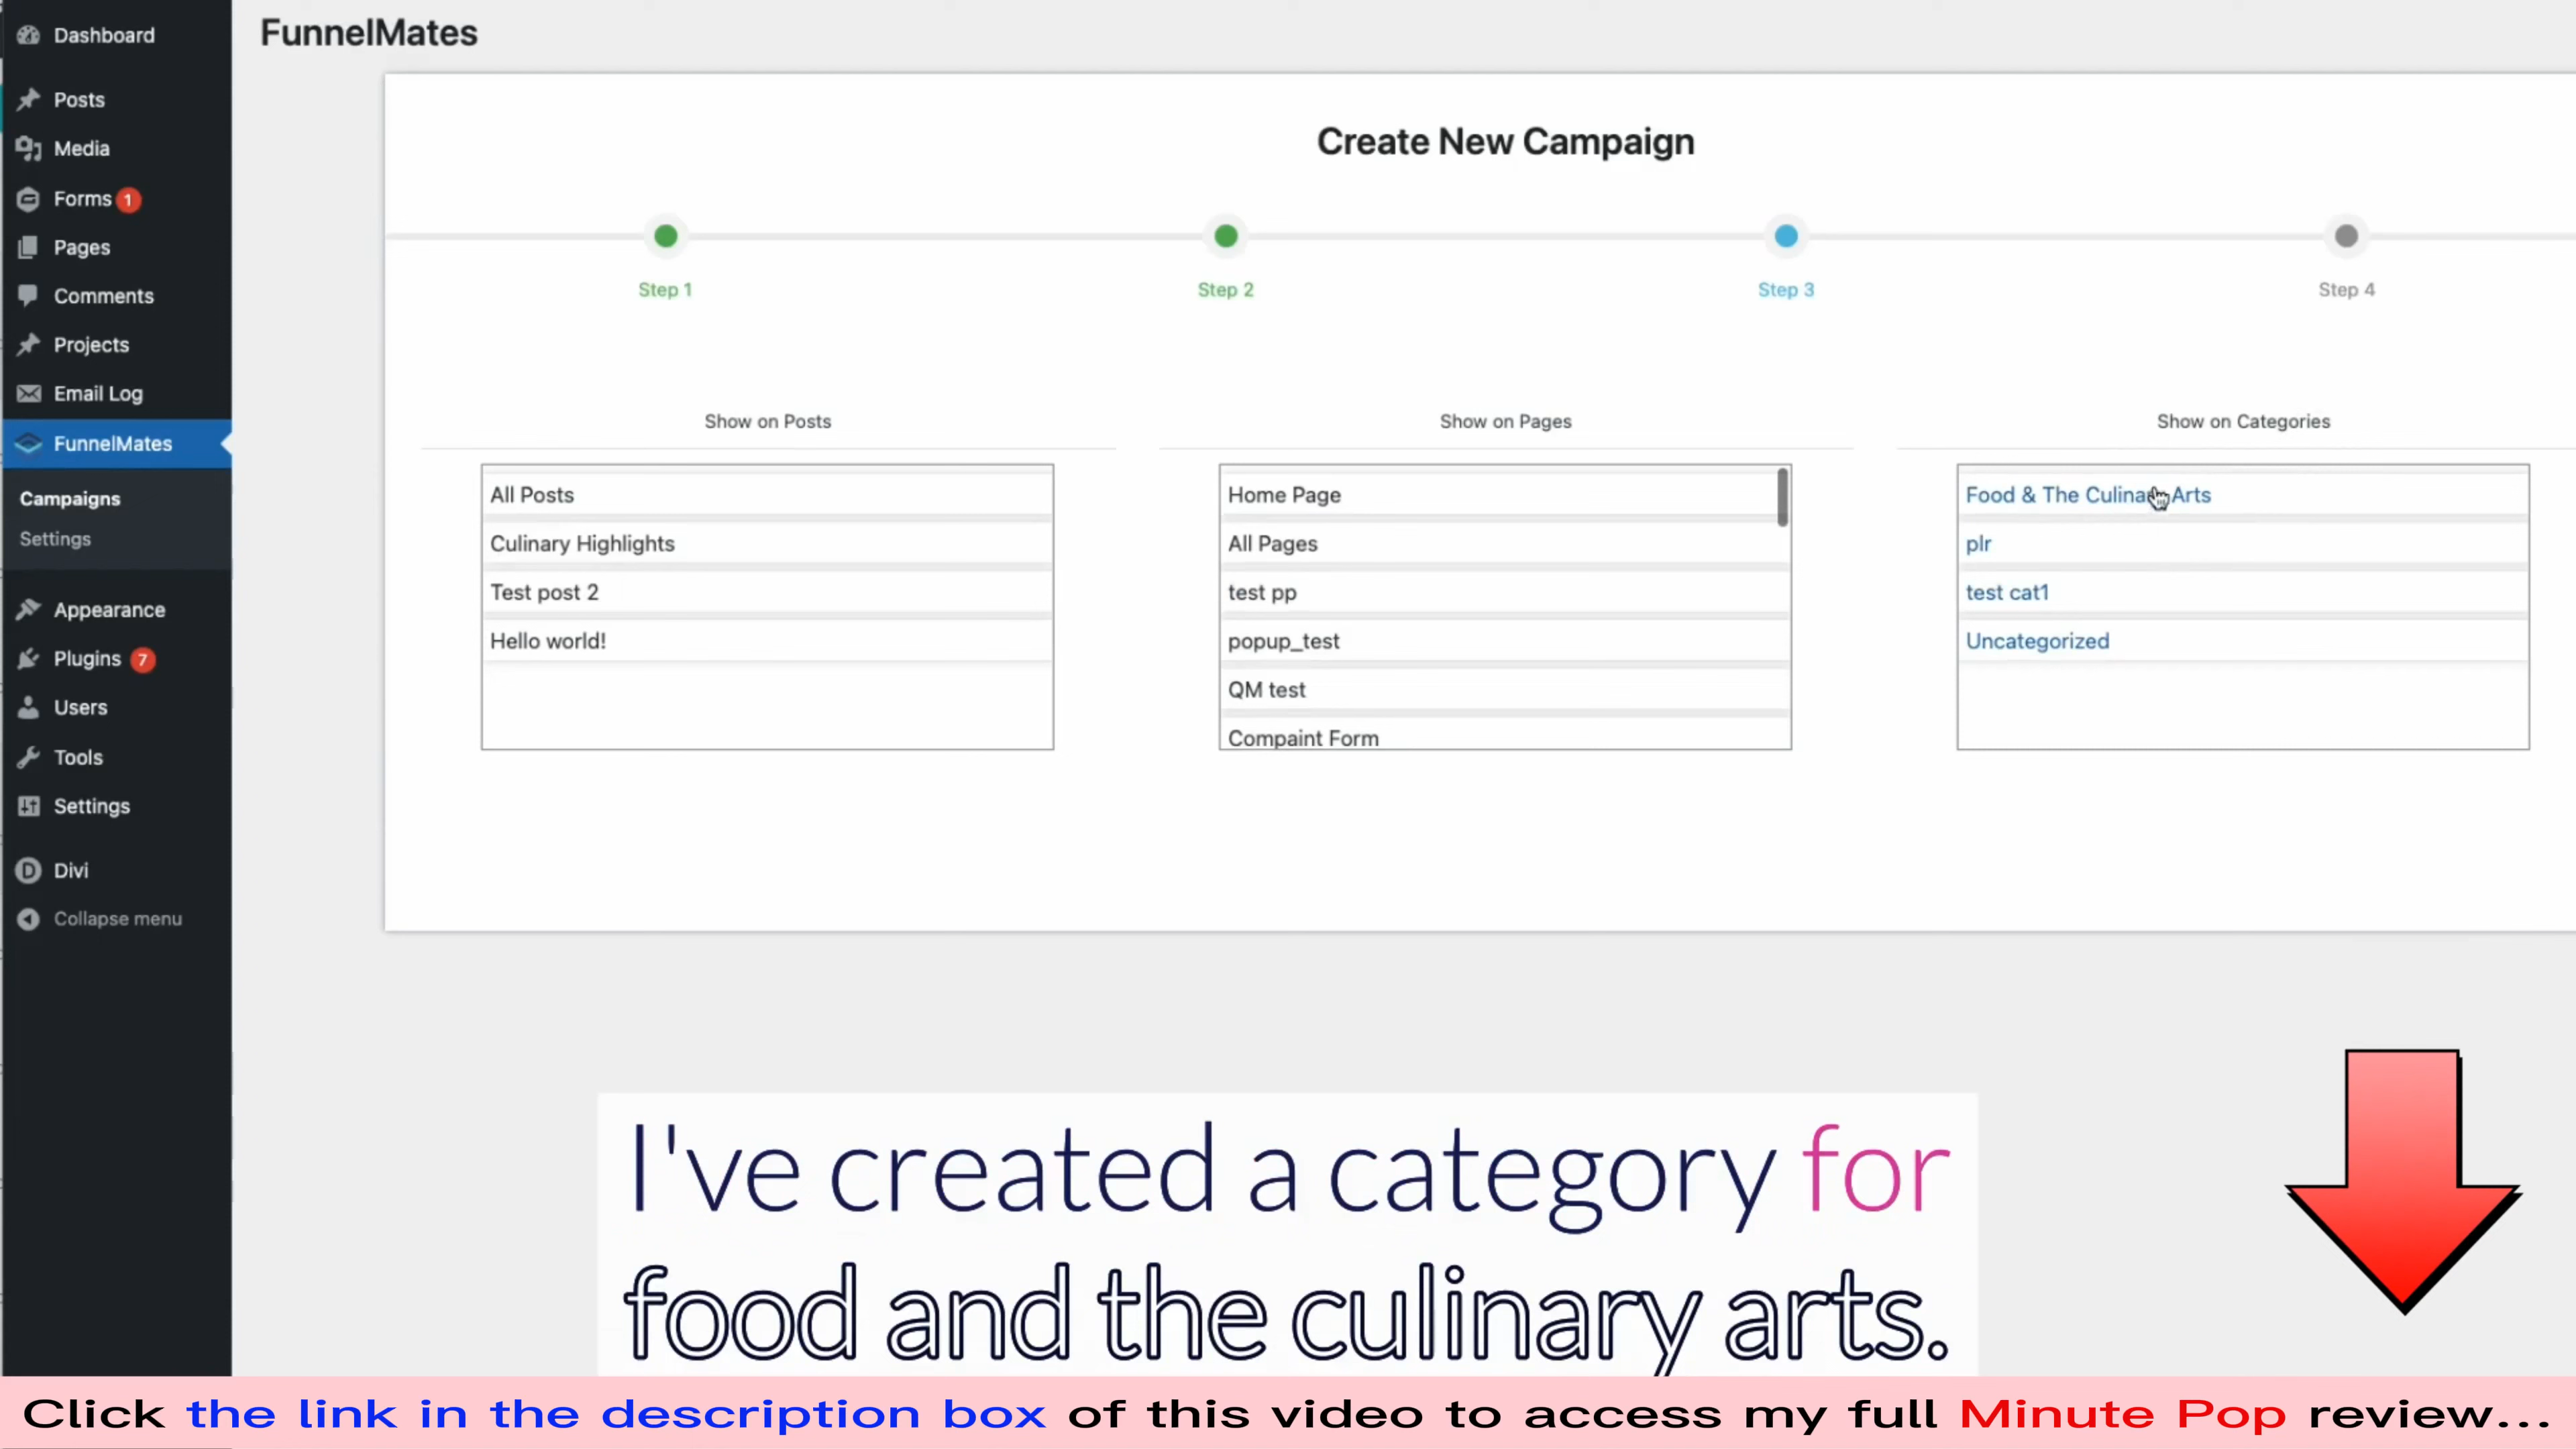 Dashboard
Posts
Media
Forms 1
Pages
Comments
Projects
Email Log
FunnelMates
Campaigns
Settings
Appearance
Plugins 7
Users
Tools
Settings
Divi
Collapse menu
FunnelMates
Create New Campaign
Step 1
Step 2
Step 3
Step 4
Show on Posts
All Posts
Culinary Highlights
Test post 2
Hello world!
Show on Pages
Home Page
All Pages
test pp
popup_test
QM test
Compaint Form
Show on Categories
Food & The Culinary Arts
plr
test cat1
Uncategorized
I've created a category for
food and the culinary arts.
Click the link in the description box of this video to access my full Minute Pop review...